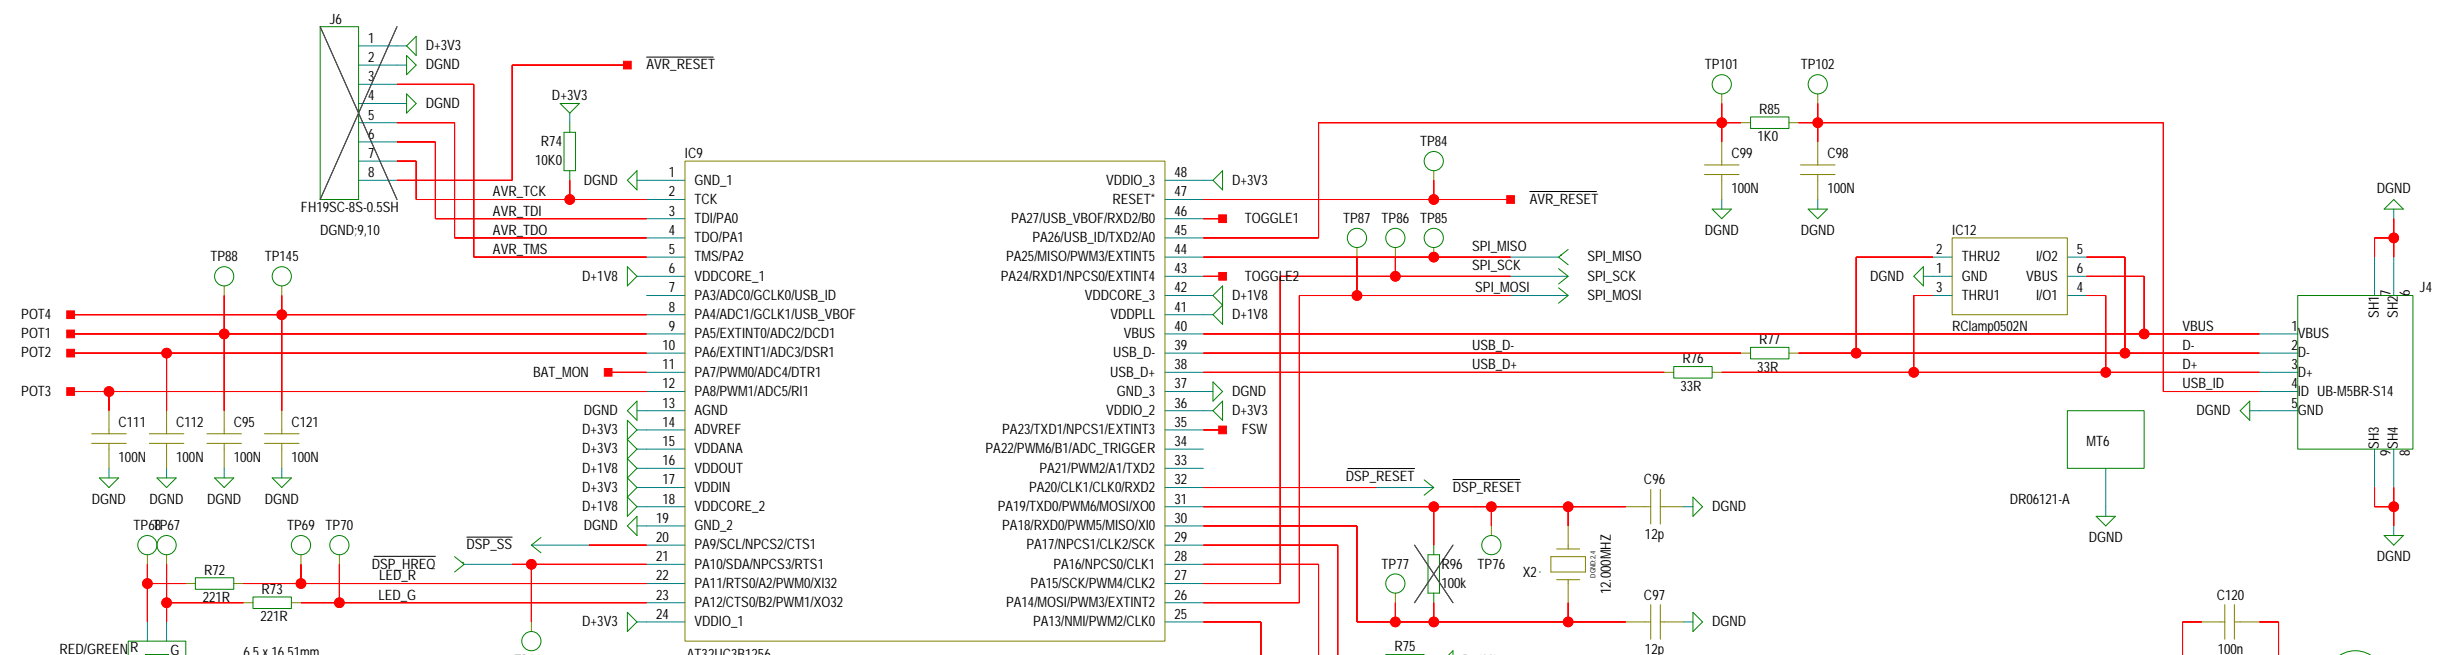 J6
1
D+3V3
2
DGND
3
4
DGND
5
6
7
8
FH19SC-8S-0.5SH
DGND;9,10
AVR_RESET
D+3V3
R74
10K0
AVR_TCK
AVR_TDI
AVR_TDO
AVR_TMS
IC9
DGND 1 GND_1
2 TCK
3 TDI/PA0
4 TDO/PA1
5 TMS/PA2
D+1V8 6 VDDCORE_1
7 PA3/ADC0/GCLK0/USB_ID
8 PA4/ADC1/GCLK1/USB_VBOF
9 PA5/EXTINT0/ADC2/DCD1
10 PA6/EXTINT1/ADC3/DSR1
BAT_MON 11 PA7/PWM0/ADC4/DTR1
12 PA8/PWM1/ADC5/RI1
DGND 13 AGND
D+3V3 14 ADVREF
D+3V3 15 VDDANA
D+1V8 16 VDDOUT
D+3V3 17 VDDIN
D+1V8 18 VDDCORE_2
DGND 19 GND_2
DSP_SS 20 PA9/SCL/NPCS2/CTS1
DSP_HREQ 21 PA10/SDA/NPCS3/RTS1
LED_R 22 PA11/RTS0/A2/PWM0/XI32
LED_G 23 PA12/CTS0/B2/PWM1/XO32
D+3V3 24 VDDIO_1
AT32UC3B1256
TP88 TP145
POT4
POT1
POT2
POT3
C111 C112 C95 C121
100N 100N 100N 100N
DGND DGND DGND DGND
TP68 TP67 TP69 TP70
R72
221R
R73
221R
RED/GREEN R G
6.5 x 16.51mm
VDDIO_3 48 D+3V3
RESET* 47 AVR_RESET
PA27/USB_VBOF/RXD2/B0 46 TOGGLE1
PA26/USB_ID/TXD2/A0 45
PA25/MISO/PWM3/EXTINT5 44 SPI_MISO SPI_MISO
PA24/RXD1/NPCS0/EXTINT4 43 TOGGLE2 SPI_SCK SPI_SCK
VDDCORE_3 42 D+1V8 SPI_MOSI SPI_MOSI
VDDPLL 41 D+1V8
VBUS 40
USB_D- 39 USB_D-
USB_D+ 38 USB_D+
GND_3 37 DGND
VDDIO_2 36 D+3V3
PA23/TXD1/NPCS1/EXTINT3 35 FSW
PA22/PWM6/B1/ADC_TRIGGER 34
PA21/PWM2/A1/TXD2 33
PA20/CLK1/CLK0/RXD2 32 DSP_RESET DSP_RESET
PA19/TXD0/PWM6/MOSI/XO0 31
PA18/RXD0/PWM5/MISO/XI0 30
PA17/NPCS1/CLK2/SCK 29
PA16/NPCS0/CLK1 28
PA15/SCK/PWM4/CLK2 27
PA14/MOSI/PWM3/EXTINT2 26
PA13/NMI/PWM2/CLK0 25
TP84
TP87 TP86 TP85
TP101 TP102
R85
1K0
C99 C98
100N 100N
DGND DGND
R77
33R
R76
33R
IC12
2 THRU2 I/O2 5
DGND 1 GND VBUS 6
3 THRU1 I/O1 4
RClamp0502N
DGND
J4
SH1 SH2
7 6
VBUS 1 VBUS
D- 2 D-
D+ 3 D+
USB_ID 4 ID UB-M5BR-S14
DGND 5 GND
SH3 SH4
9 8
DGND
MT6
DR06121-A
DGND
C96
12p
DGND
TP77
R96
100k
TP76
X2
12.000MHZ
C97
12p
DGND
R75
C120
100n